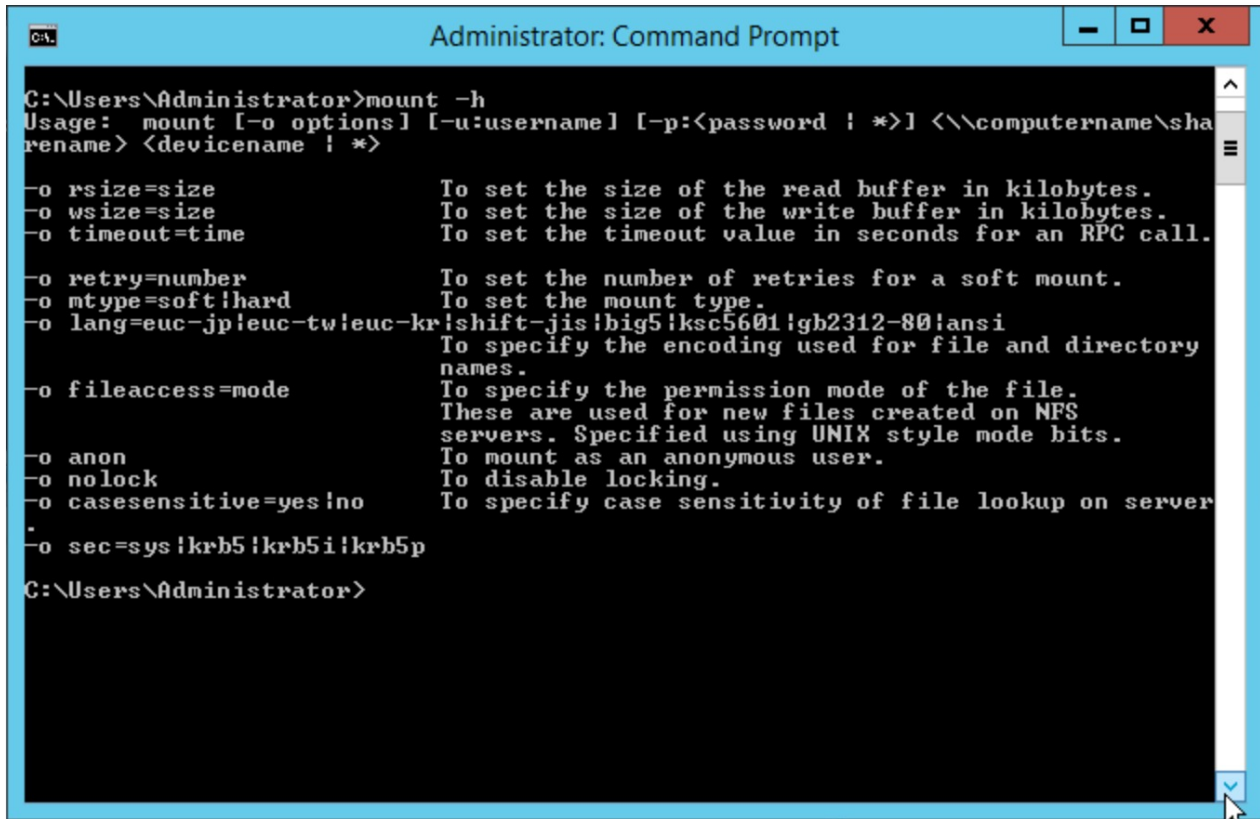 Administrator: Command Prompt
C:\Users\Administrator>mount -h
Usage:  mount [-o options] [-u:username] [-p:<password | *>] <\\computername\sha
rename> <devicename | *>
-o rsize=size             To set the size of the read buffer in kilobytes.
-o wsize=size             To set the size of the write buffer in kilobytes.
-o timeout=time           To set the timeout value in seconds for an RPC call.
-o retry=number           To set the number of retries for a soft mount.
-o mtype=soft|hard        To set the mount type.
-o lang=euc-jp|euc-tw|euc-kr|shift-jis|big5|ksc5601|gb2312-80|ansi
To specify the encoding used for file and directory
names.
-o fileaccess=mode        To specify the permission mode of the file.
These are used for new files created on NFS
servers. Specified using UNIX style mode bits.
-o anon                   To mount as an anonymous user.
-o nolock                 To disable locking.
-o casesensitive=yes|no   To specify case sensitivity of file lookup on server
.
-o sec=sys|krb5|krb5i|krb5p
C:\Users\Administrator>